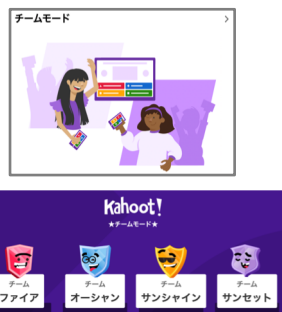 チームモード
Kahoot!
★チームモード★
チーム チーム チーム チーム
ファイア オーシャン サンシャイン サンセット